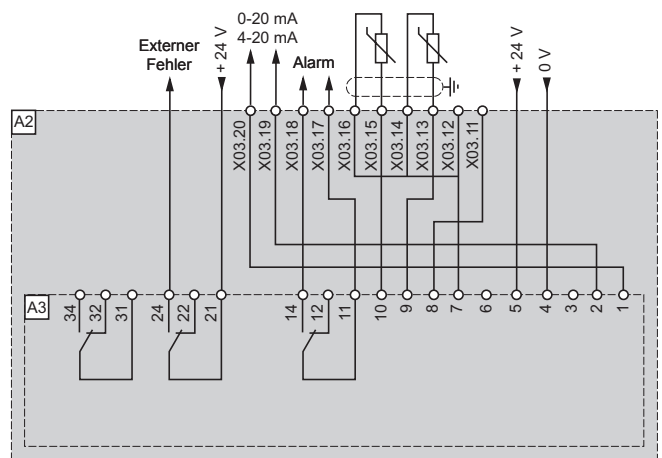 Externer
Fehler
+ 24 V
0-20 mA
4-20 mA
Alarm
+ 24 V
0 V
A2
X03.20
X03.19
X03.18
X03.17
X03.16
X03.15
X03.14
X03.13
X03.12
X03.11
A3
34
32
31
24
22
21
14
12
11
10
9
8
7
6
5
4
3
2
1